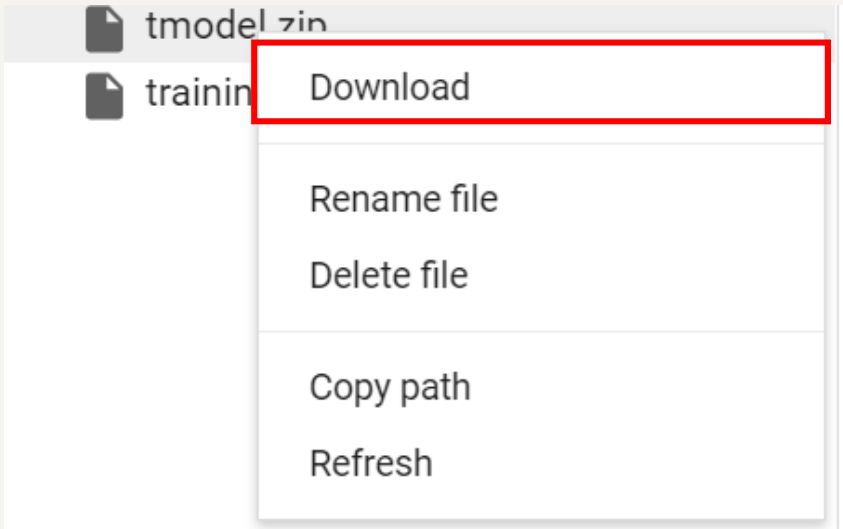 tmodel.zip
trainin
Download
Rename file
Delete file
Copy path
Refresh